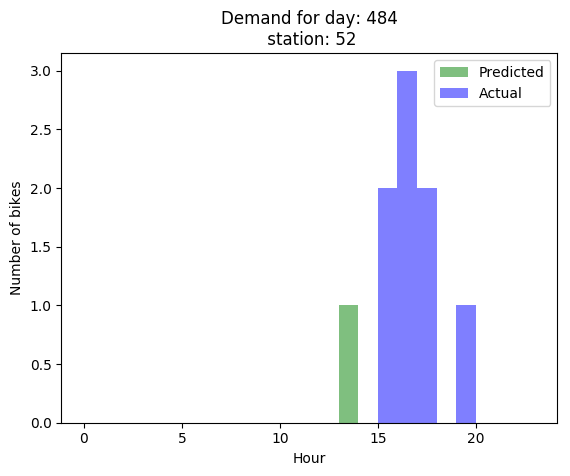 Demand for day: 484
station: 52
Predicted
Actual
3.0
2.5
2.0
1.5
1.0
0.5
0.0
Number of bikes
0 5 10 15 20
Hour